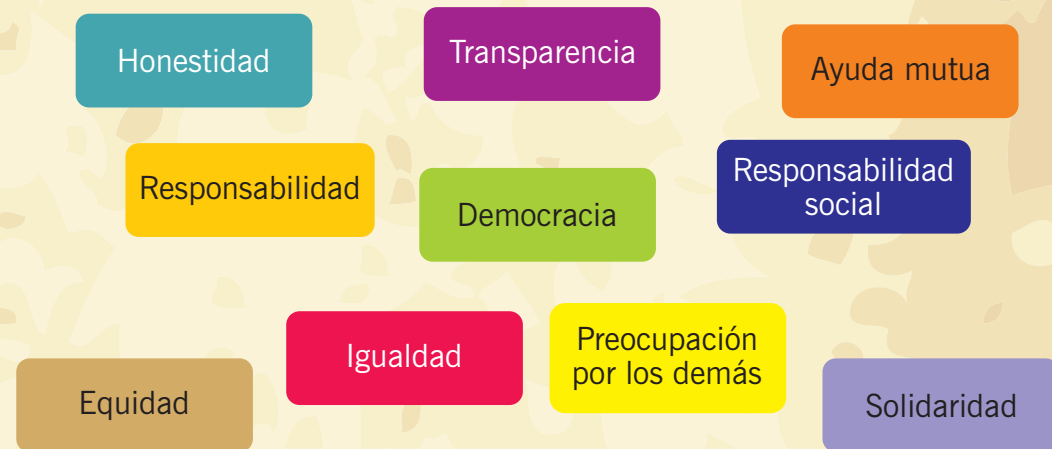 Honestidad
Transparencia
Ayuda mutua
Responsabilidad
Democracia
Responsabilidad
social
Igualdad
Preocupación
por los demás
Equidad
Solidaridad